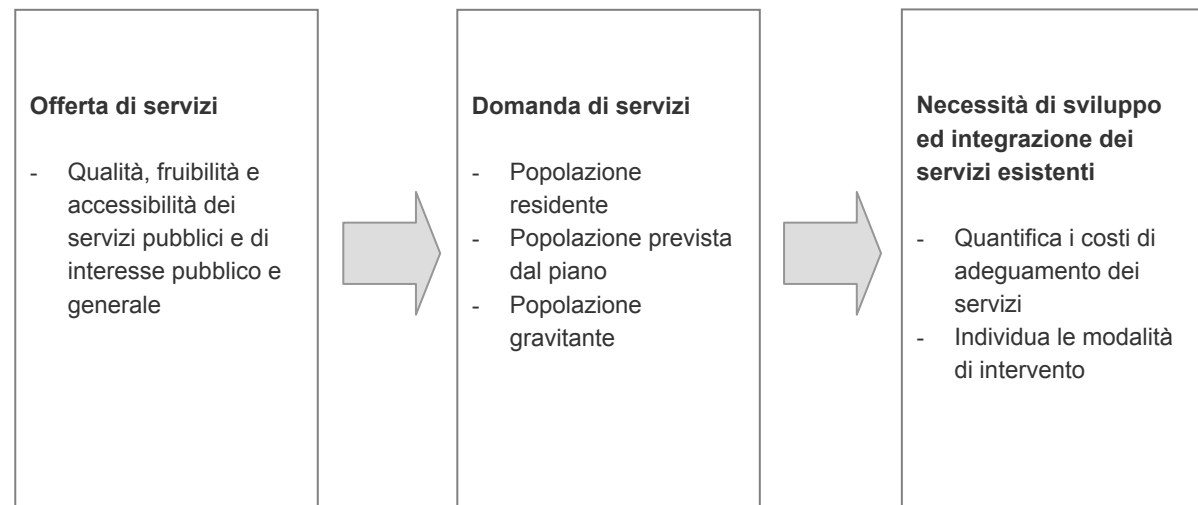 Offerta di servizi
- Qualità, fruibilità e
accessibilità dei
servizi pubblici e di
interesse pubblico e
generale
Domanda di servizi
- Popolazione
residente
- Popolazione prevista
dal piano
- Popolazione
gravitante
Necessità di sviluppo
ed integrazione dei
servizi esistenti
- Quantifica i costi di
adeguamento dei
servizi
- Individua le modalità
di intervento